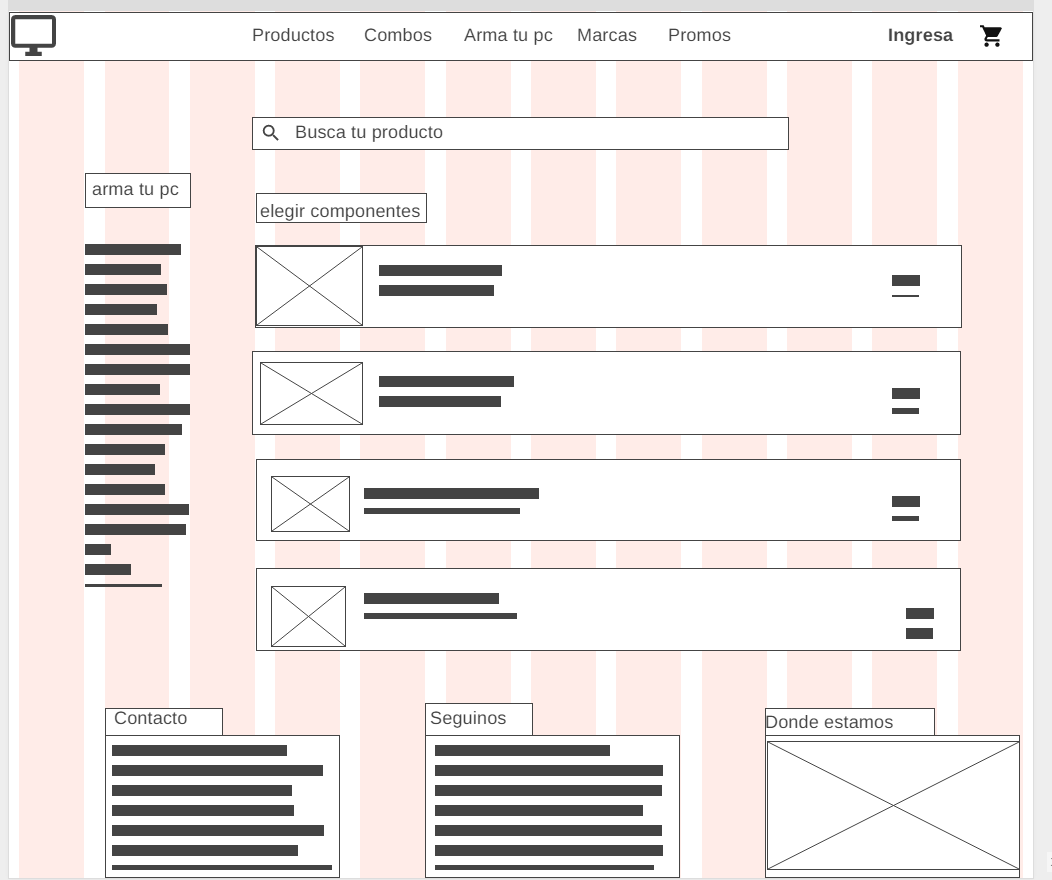 Productos Combos Arma tu pc Marcas Promos Ingresa
Busca tu producto
arma tu pc
elegir componentes
Contacto
Seguinos
Donde estamos